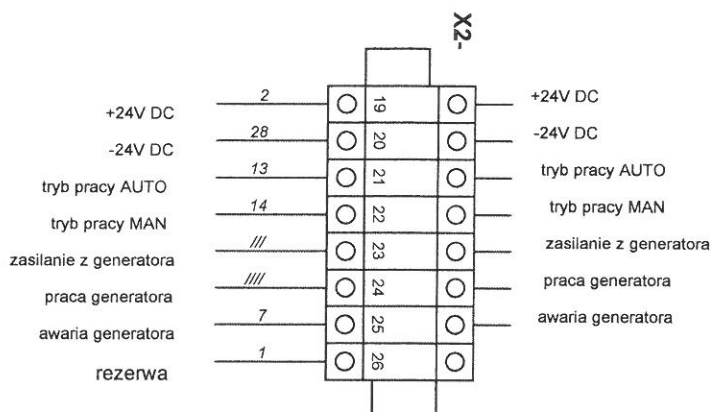 X2-
+24V DC 2 19 +24V DC
-24V DC 28 20 -24V DC
tryb pracy AUTO 13 21 tryb pracy AUTO
tryb pracy MAN 14 22 tryb pracy MAN
zasilanie z generatora /// 23 zasilanie z generatora
praca generatora //// 24 praca generatora
awaria generatora 7 25 awaria generatora
rezerwa 1 26